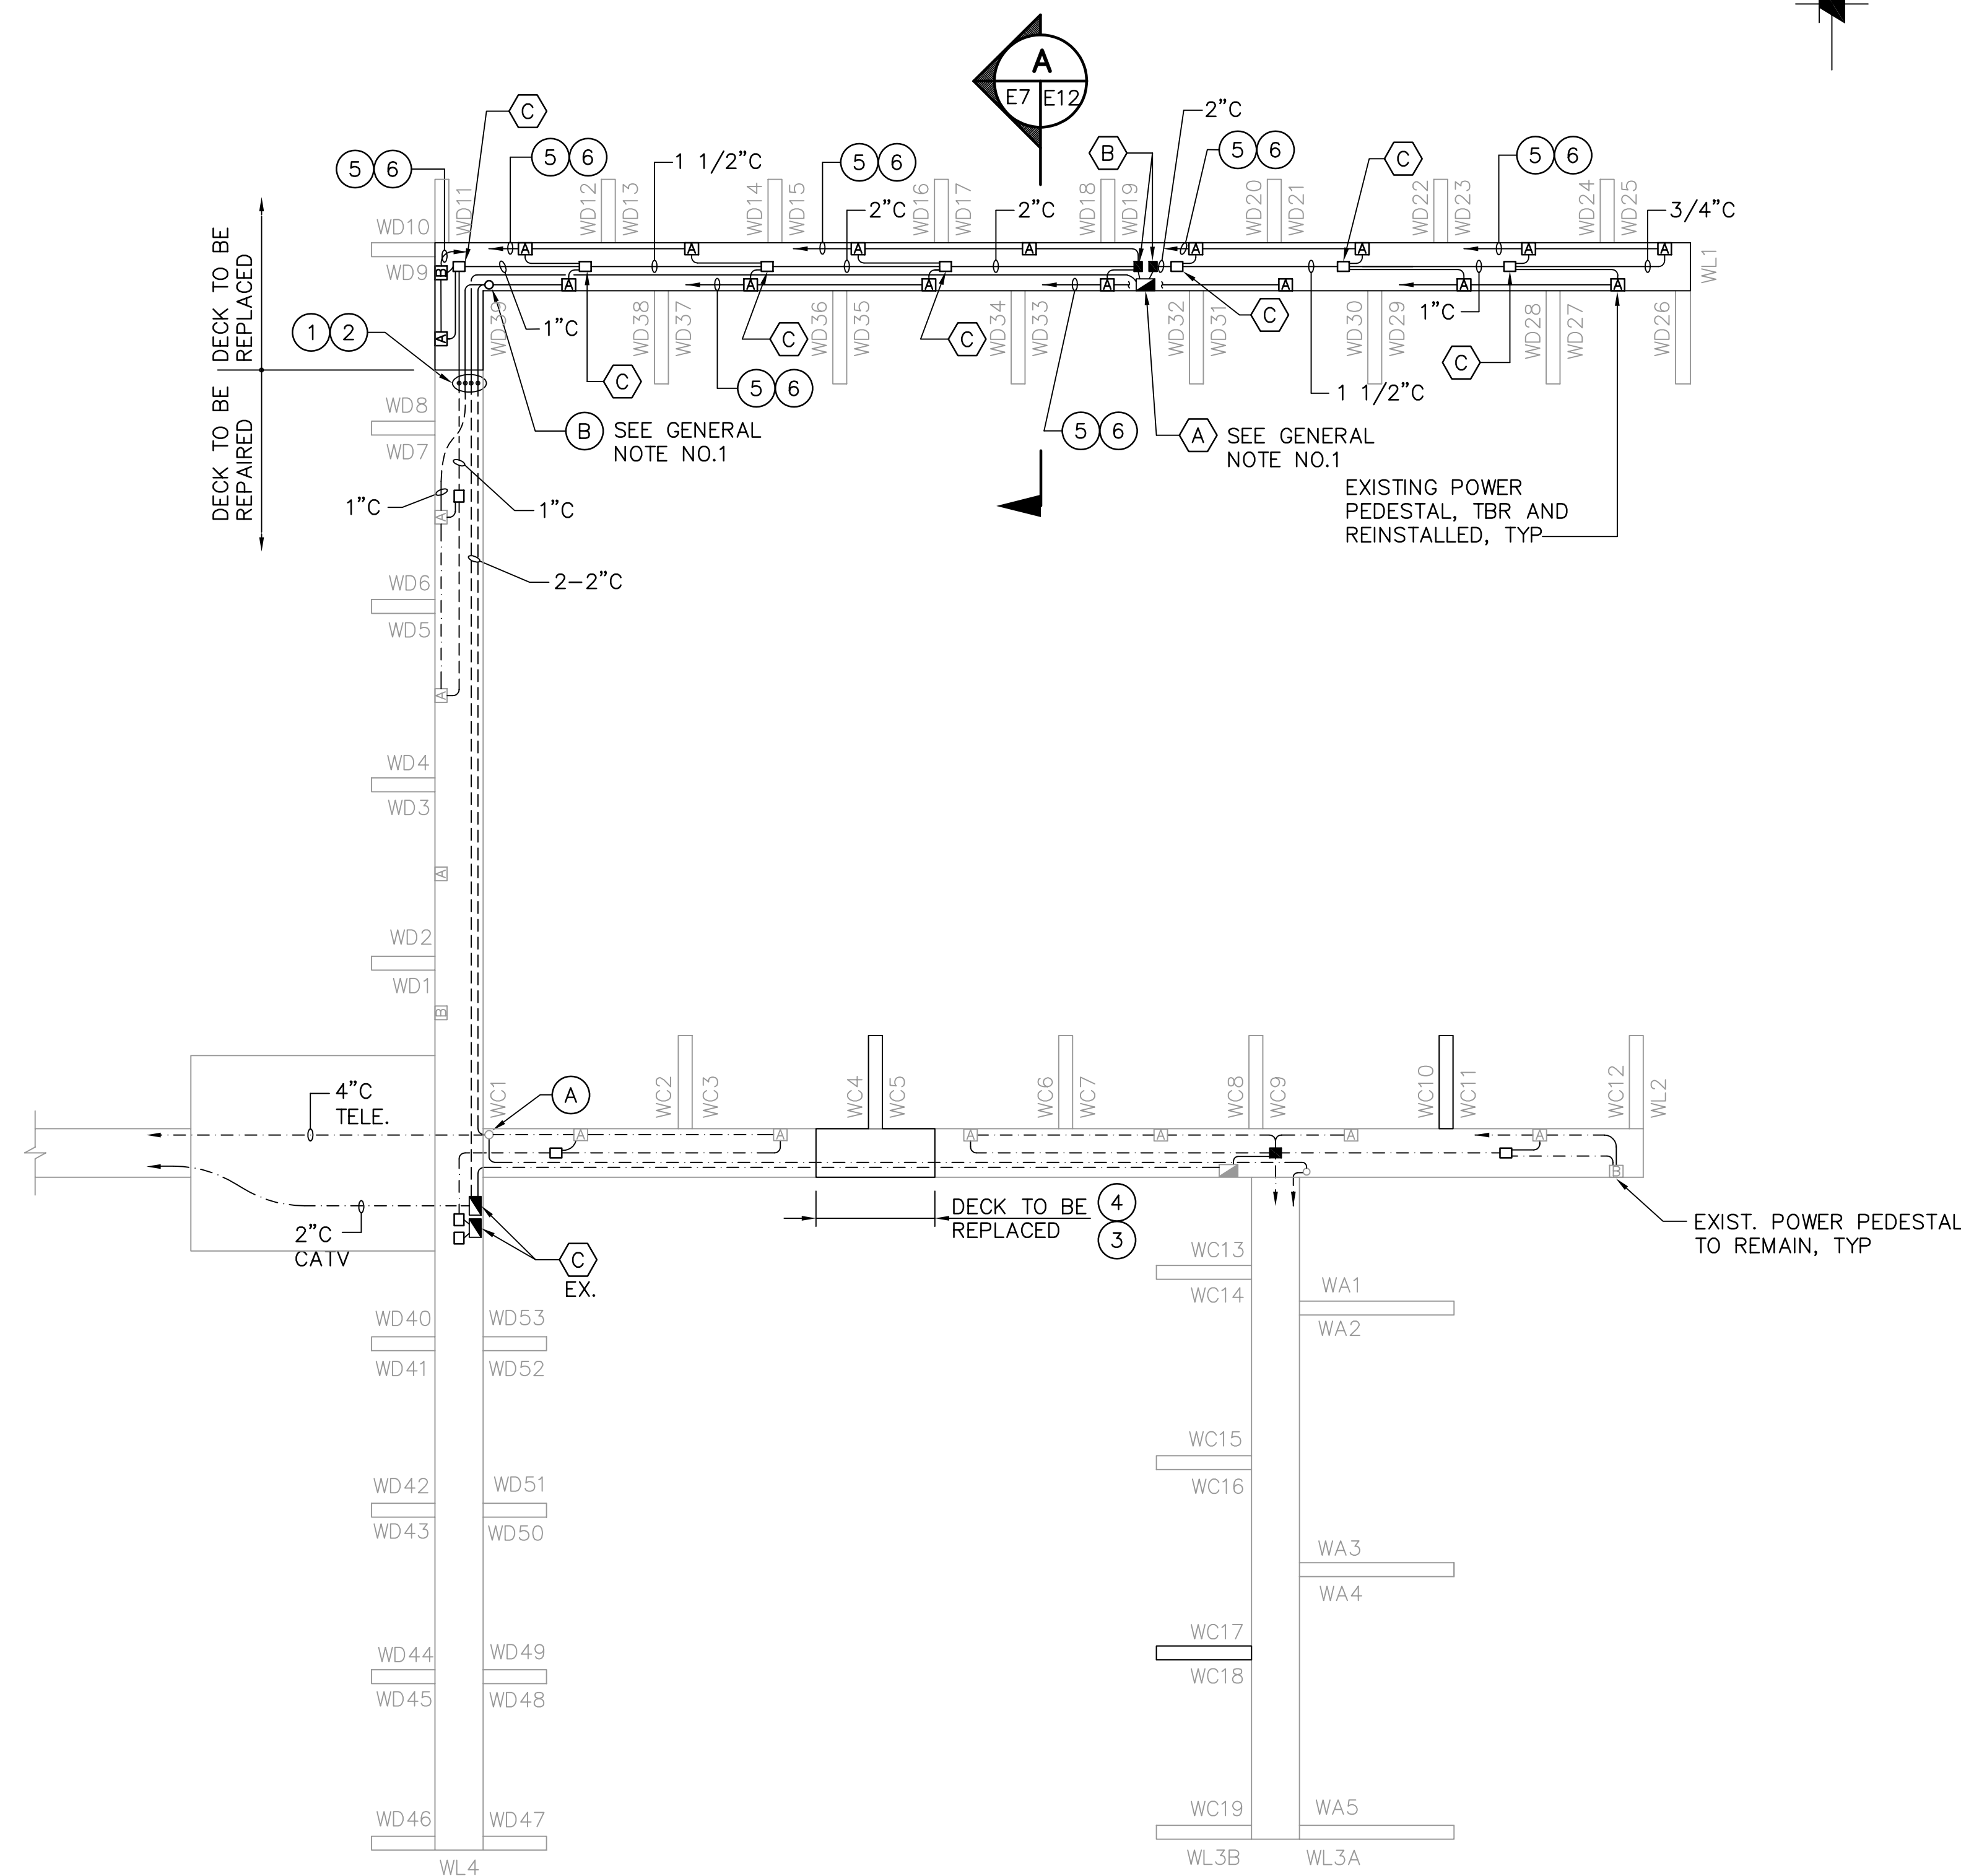 A
E7
E12
C
5
6
5
6
1 1/2"C
5
6
B
2"C
5
6
C
5
6
WD10
WD11
WD12
WD13
WD14
WD15
WD16
WD17
WD18
WD19
WD20
WD21
WD22
WD23
WD24
WD25
2"C
2"C
3/4"C
DECK TO BE
REPLACED
WD9
A
A
A
A
A
A
A
A
WL1
B
A
A
A
A
A
A
A
A
WD39
1"C
WD38
WD37
C
WD36
WD35
C
WD34
WD33
WD32
WD31
C
WD30
WD29
1"C
WD28
WD27
WD26
1
2
C
5
6
C
1 1/2"C
DECK TO BE
REPAIRED
WD8
WD7
B
SEE GENERAL
NOTE NO.1
5
6
A
SEE GENERAL
NOTE NO.1
1"C
1"C
A
EXISTING POWER
PEDESTAL, TBR AND
REINSTALLED, TYP
2-2"C
WD6
WD5
A
WD4
WD3
A
WD2
WD1
B
4"C
TELE.
WC1
A
WC2
WC3
WC4
WC5
WC6
WC7
WC8
WC9
WC10
WC11
WC12
WL2
A
A
A
A
A
A
B
2"C
CATV
C
EX.
DECK TO BE
REPLACED
4
3
EXIST. POWER PEDESTAL
TO REMAIN, TYP
WC13
WC14
WA1
WA2
WD40
WD53
WD41
WD52
WC15
WC16
WD42
WD51
WD43
WD50
WA3
WA4
WC17
WC18
WD44
WD49
WD45
WD48
WC19
WA5
WD46
WD47
WL3B
WL3A
WL4